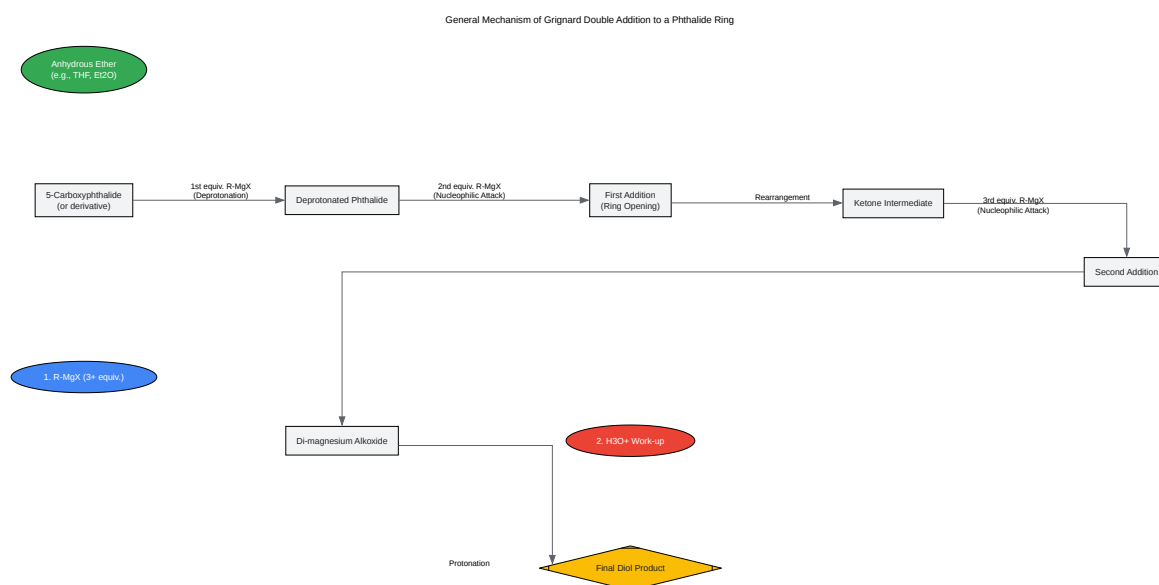 General Mechanism of Grignard Double Addition to a Phthalide Ring
Anhydrous Ether
(e.g., THF, Et2O)
5-Carboxyphthalide
(or derivative)
1st equiv. R-MgX
(Deprotonation)
Deprotonated Phthalide
2nd equiv. R-MgX
(Nucleophilic Attack)
First Addition
(Ring Opening)
Rearrangement
Ketone Intermediate
3rd equiv. R-MgX
(Nucleophilic Attack)
Second Addition
1. R-MgX (3+ equiv.)
Di-magnesium Alkoxide
2. H3O+ Work-up
Protonation
Final Diol Product